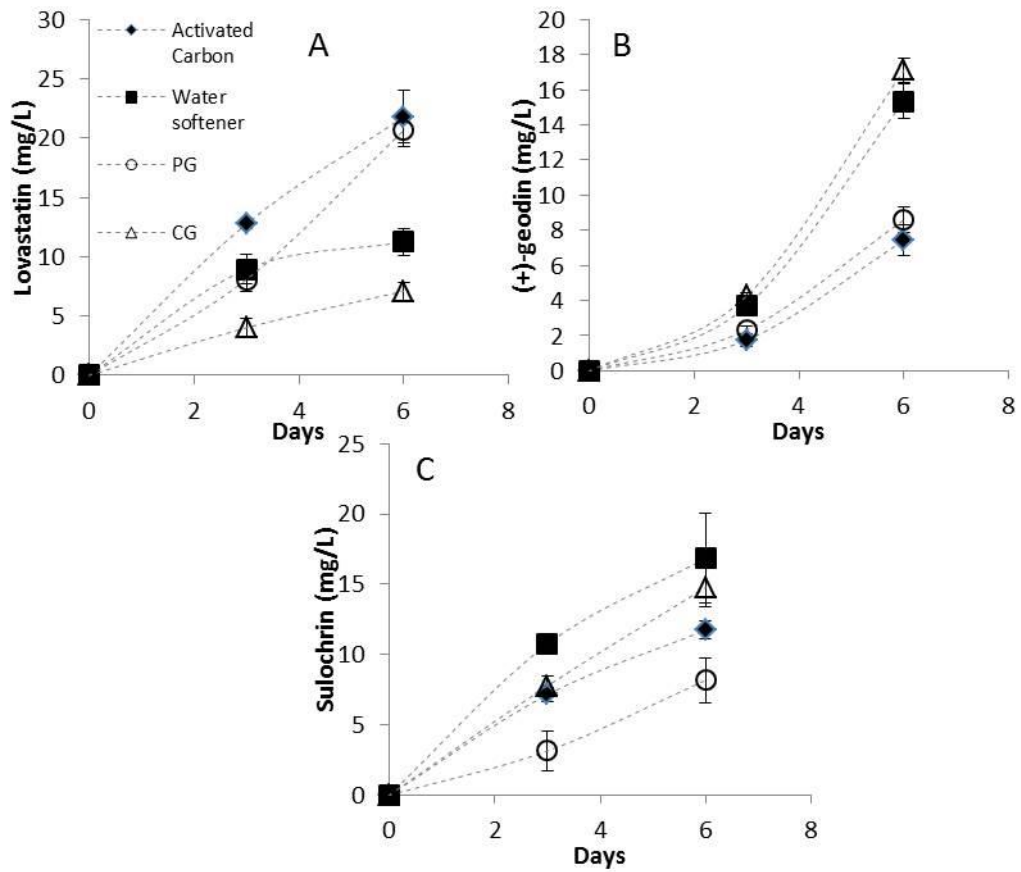 A
Lovastatin (mg/L)
30
25
20
15
10
5
0
Activated
Carbon
Water
softener
PG
CG
0 2 4 6 8
Days
B
(+)-geodin (mg/L)
20
18
16
14
12
10
8
6
4
2
0
0 2 4 6 8
Days
C
Sulochrin (mg/L)
25
20
15
10
5
0
0 2 4 6 8
Days